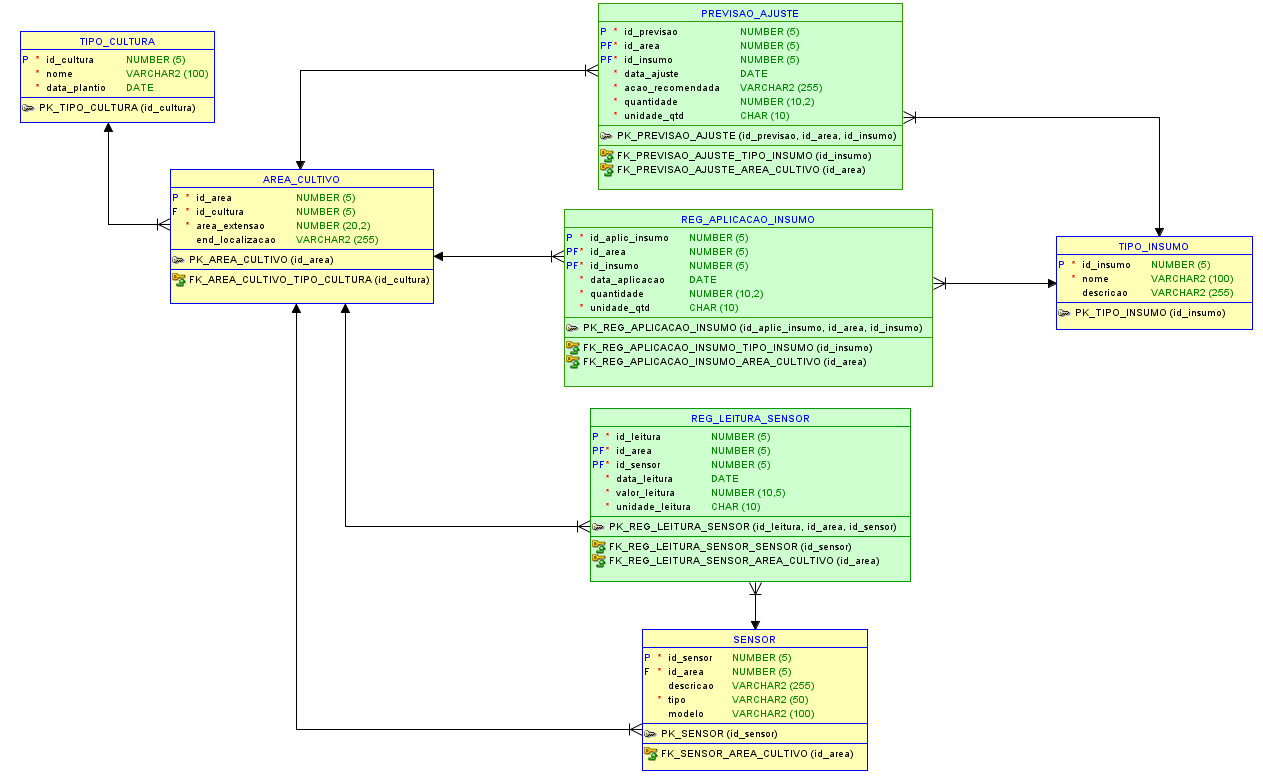 TIPO_CULTURA
P * id_cultura NUMBER (5)
* nome VARCHAR2 (100)
* data_plantio DATE
PK_TIPO_CULTURA (id_cultura)
PREVISAO_AJUSTE
P * id_previsao NUMBER (5)
PF* id_area NUMBER (5)
PF* id_insumo NUMBER (5)
* data_ajuste DATE
* acao_recomendada VARCHAR2 (255)
* quantidade NUMBER (10,2)
* unidade_qtd CHAR (10)
PK_PREVISAO_AJUSTE (id_previsao, id_area, id_insumo)
FK_PREVISAO_AJUSTE_TIPO_INSUMO (id_insumo)
FK_PREVISAO_AJUSTE_AREA_CULTIVO (id_area)
AREA_CULTIVO
P * id_area NUMBER (5)
F * id_cultura NUMBER (5)
* area_extensao NUMBER (20,2)
end_localizacao VARCHAR2 (255)
PK_AREA_CULTIVO (id_area)
FK_AREA_CULTIVO_TIPO_CULTURA (id_cultura)
REG_APLICACAO_INSUMO
P * id_aplic_insumo NUMBER (5)
PF* id_area NUMBER (5)
PF* id_insumo NUMBER (5)
* data_aplicacao DATE
* quantidade NUMBER (10,2)
* unidade_qtd CHAR (10)
PK_REG_APLICACAO_INSUMO (id_aplic_insumo, id_area, id_insumo)
FK_REG_APLICACAO_INSUMO_TIPO_INSUMO (id_insumo)
FK_REG_APLICACAO_INSUMO_AREA_CULTIVO (id_area)
TIPO_INSUMO
P * id_insumo NUMBER (5)
* nome VARCHAR2 (100)
descricao VARCHAR2 (255)
PK_TIPO_INSUMO (id_insumo)
REG_LEITURA_SENSOR
P * id_leitura NUMBER (5)
PF* id_area NUMBER (5)
PF* id_sensor NUMBER (5)
* data_leitura DATE
* valor_leitura NUMBER (10,5)
* unidade_leitura CHAR (10)
PK_REG_LEITURA_SENSOR (id_leitura, id_area, id_sensor)
FK_REG_LEITURA_SENSOR_SENSOR (id_sensor)
FK_REG_LEITURA_SENSOR_AREA_CULTIVO (id_area)
SENSOR
P * id_sensor NUMBER (5)
F * id_area NUMBER (5)
descricao VARCHAR2 (255)
* tipo VARCHAR2 (50)
modelo VARCHAR2 (100)
PK_SENSOR (id_sensor)
FK_SENSOR_AREA_CULTIVO (id_area)